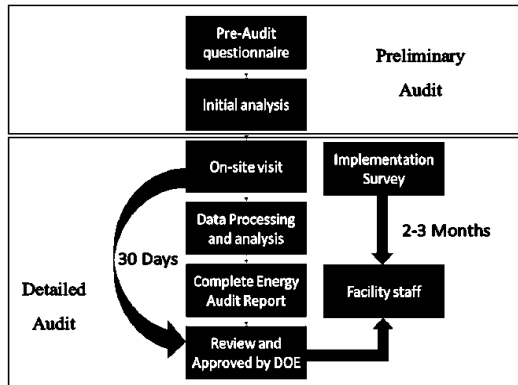 Pre-Audit
questionnaire
Preliminary
Audit
Initial analysis
On-site visit
Implementation
Survey
Data Processing
and analysis
2-3 Months
30 Days
Complete Energy
Audit Report
Facility staff
Detailed
Audit
Review and
Approved by DOE